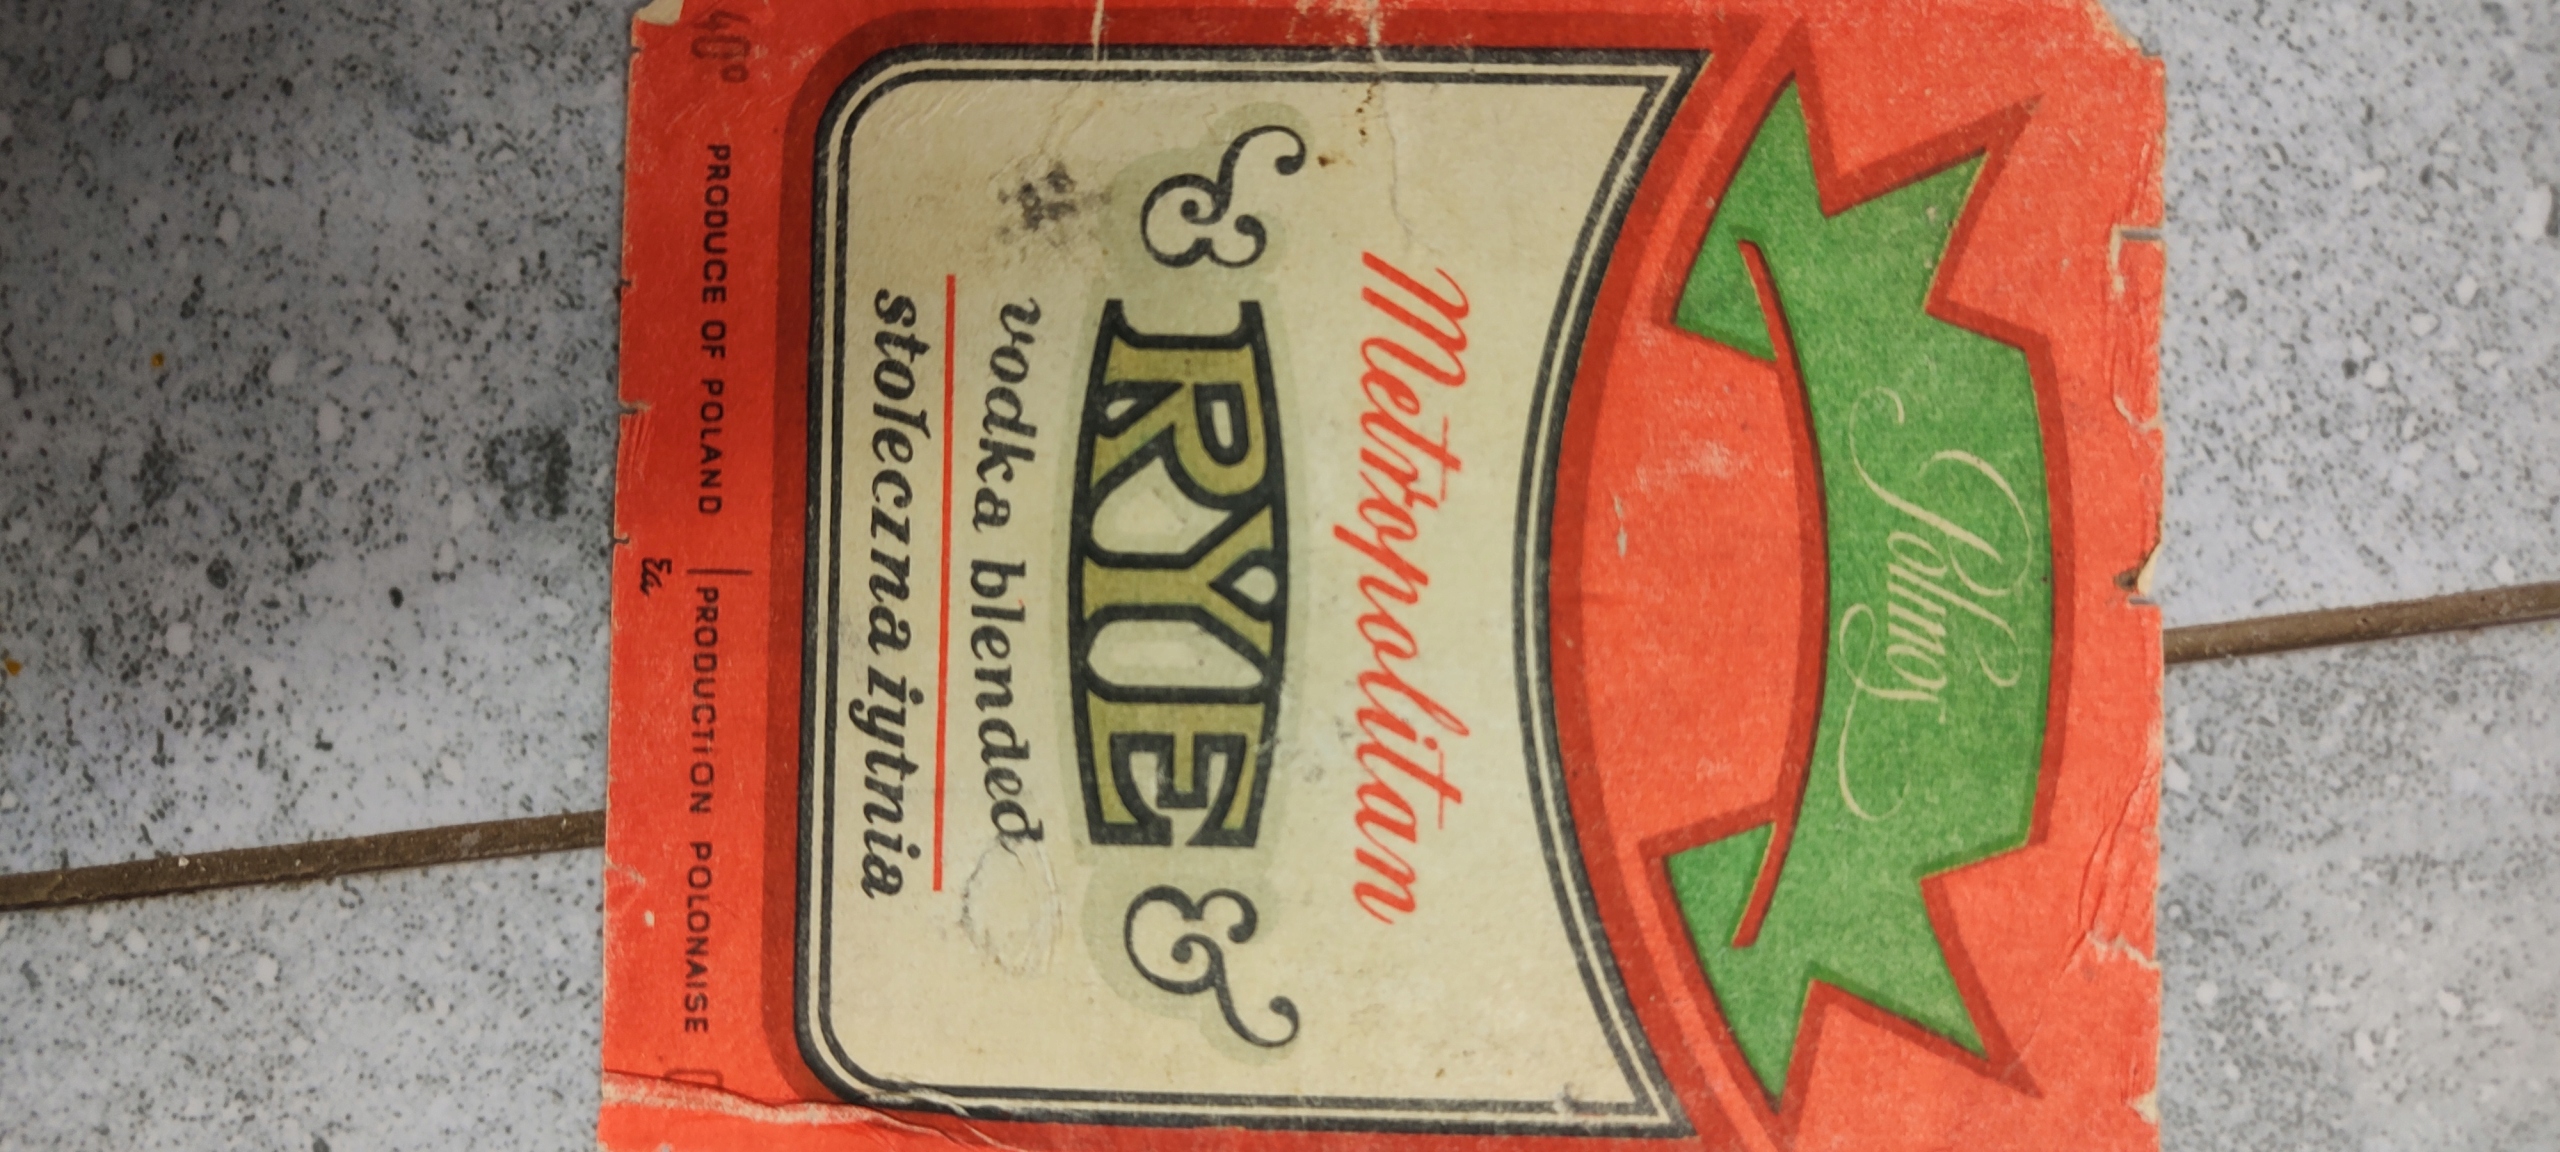 Polmos
Metropolitan
RYE
vodka blended
stołeczna żytnia
40° PRODUCE OF POLAND | PRODUCTION POLONAISE